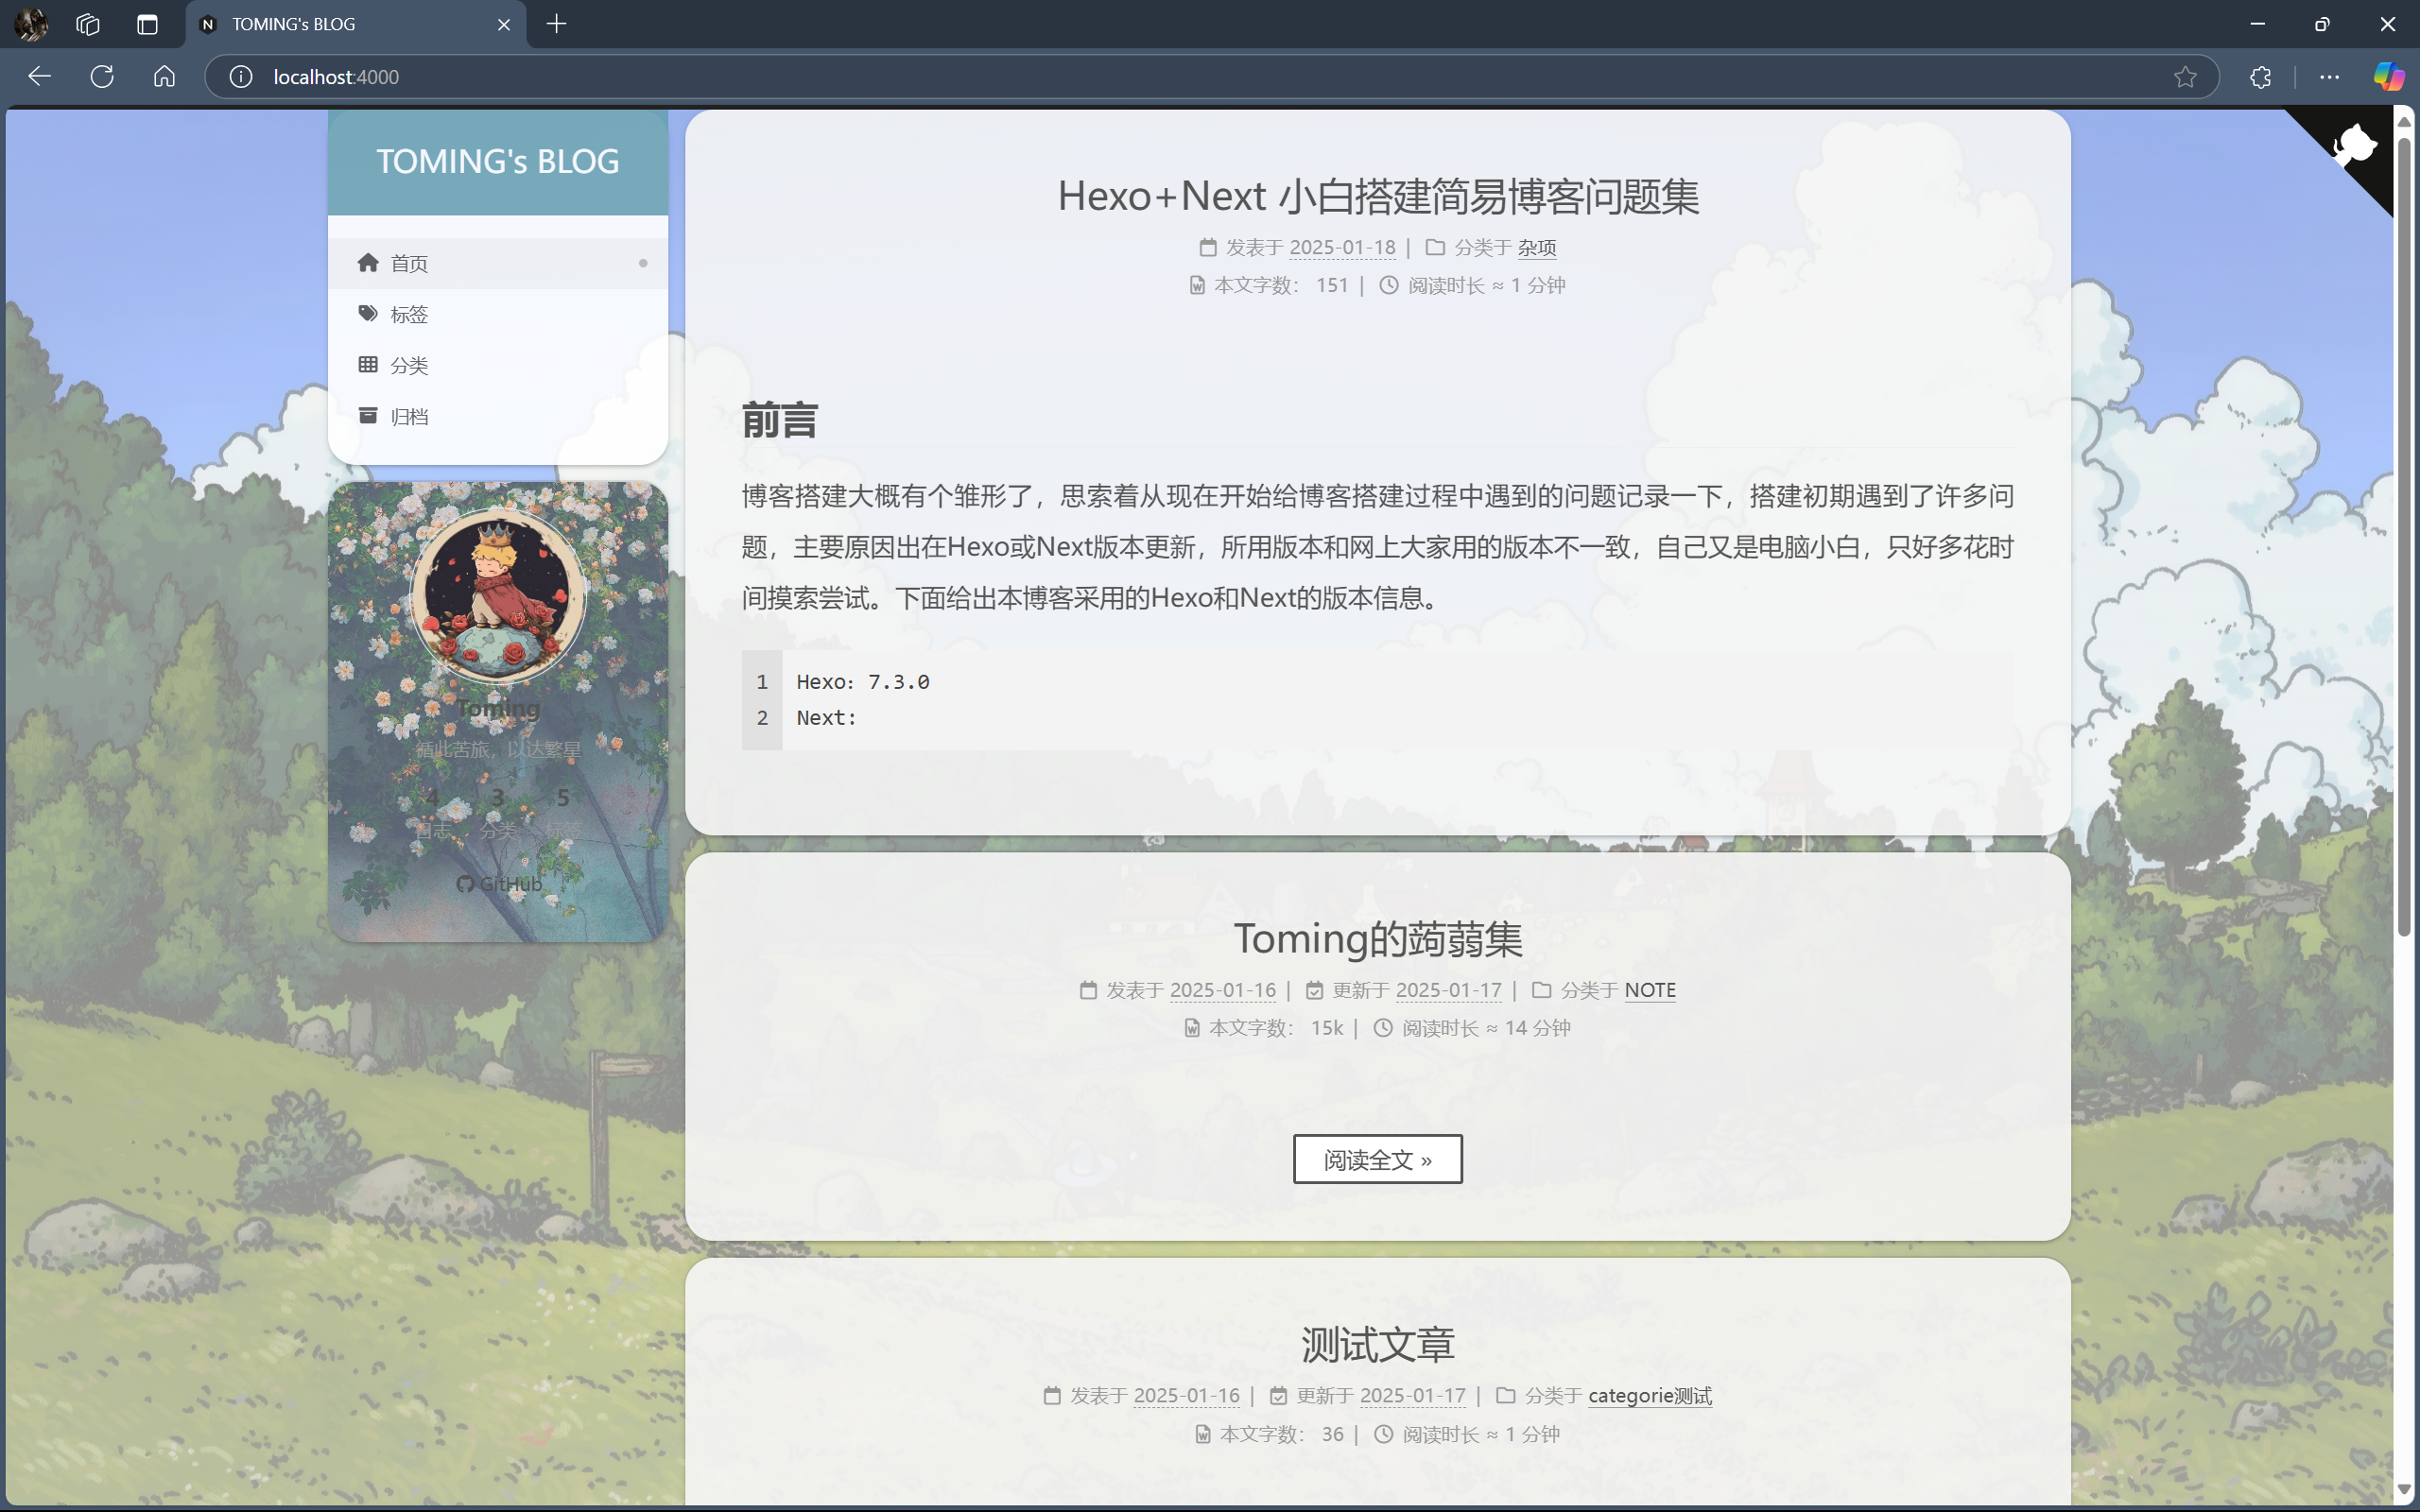 TOMING's BLOG
localhost:4000
TOMING's BLOG
首页
标签
分类
归档
Toming
循此苦旅，以达繁星
4 3 5
日志 分类 标签
GitHub
Hexo+Next 小白搭建简易博客问题集
发表于 2025-01-18 | 分类于 杂项
本文字数： 151 | 阅读时长 ≈ 1 分钟
前言
博客搭建大概有个雏形了，思索着从现在开始给博客搭建过程中遇到的问题记录一下，搭建初期遇到了许多问
题，主要原因出在Hexo或Next版本更新，所用版本和网上大家用的版本不一致，自己又是电脑小白，只好多花时
间摸索尝试。下面给出本博客采用的Hexo和Next的版本信息。
1 Hexo: 7.3.0
2 Next:
Toming的蒟蒻集
发表于 2025-01-16 | 更新于 2025-01-17 | 分类于 NOTE
本文字数： 15k | 阅读时长 ≈ 14 分钟
阅读全文 »
测试文章
发表于 2025-01-16 | 更新于 2025-01-17 | 分类于 categorie测试
本文字数： 36 | 阅读时长 ≈ 1 分钟